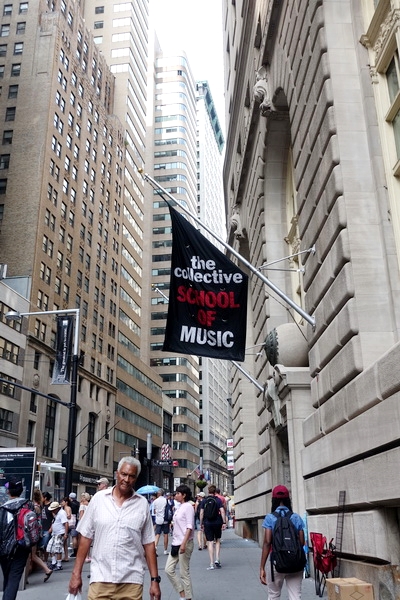 the
collective
SCHOOL
OF
MUSIC